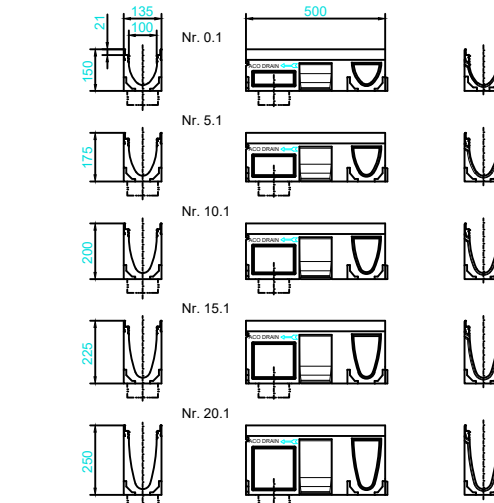 135
500
100
21
150
Nr. 0.1
ACO DRAIN
Nr. 5.1
175
ACO DRAIN
Nr. 10.1
200
ACO DRAIN
Nr. 15.1
225
ACO DRAIN
Nr. 20.1
250
ACO DRAIN